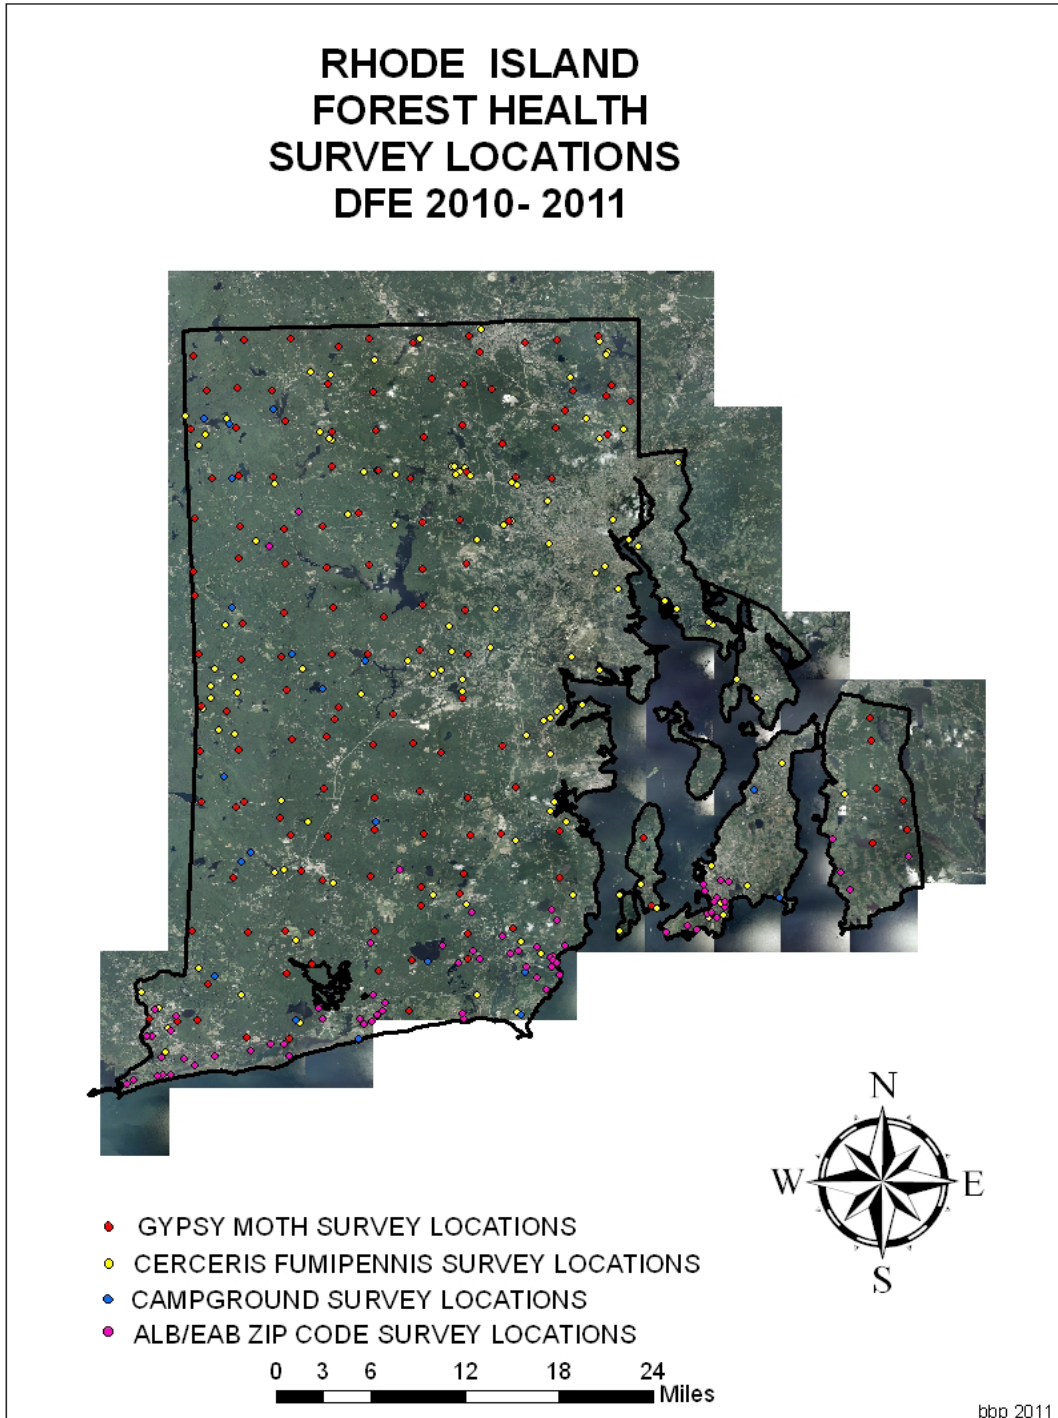 RHODE ISLAND
FOREST HEALTH
SURVEY LOCATIONS
DFE 2010- 2011
N
W E
S
GYPSY MOTH SURVEY LOCATIONS
CERCERIS FUMIPENNIS SURVEY LOCATIONS
CAMPGROUND SURVEY LOCATIONS
ALB/EAB ZIP CODE SURVEY LOCATIONS
0 3 6 12 18 24
Miles
bbp 2011